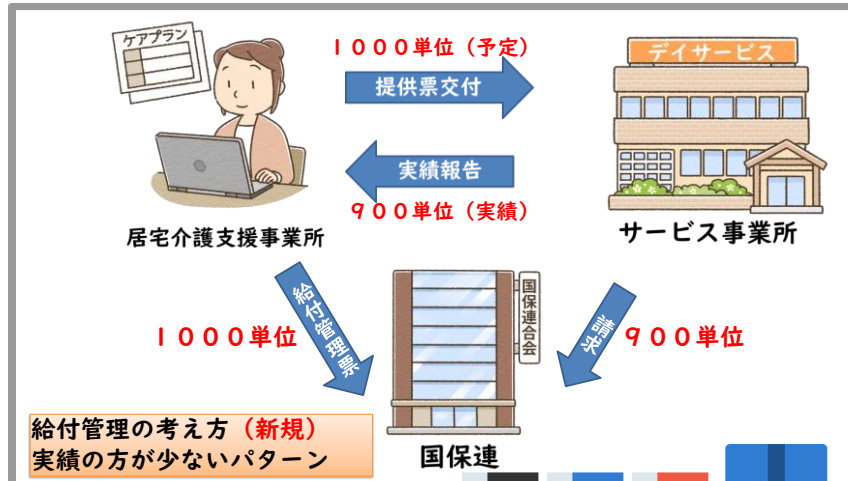 ケアプラン
1000単位(予定)
提供票交付
デイサービス
実績報告
900単位(実績)
居宅介護支援事業所
サービス事業所
給付管理票
1000単位
国保連合会
請求
900単位
給付管理の考え方(新規)
実績の方が少ないパターン
国保連